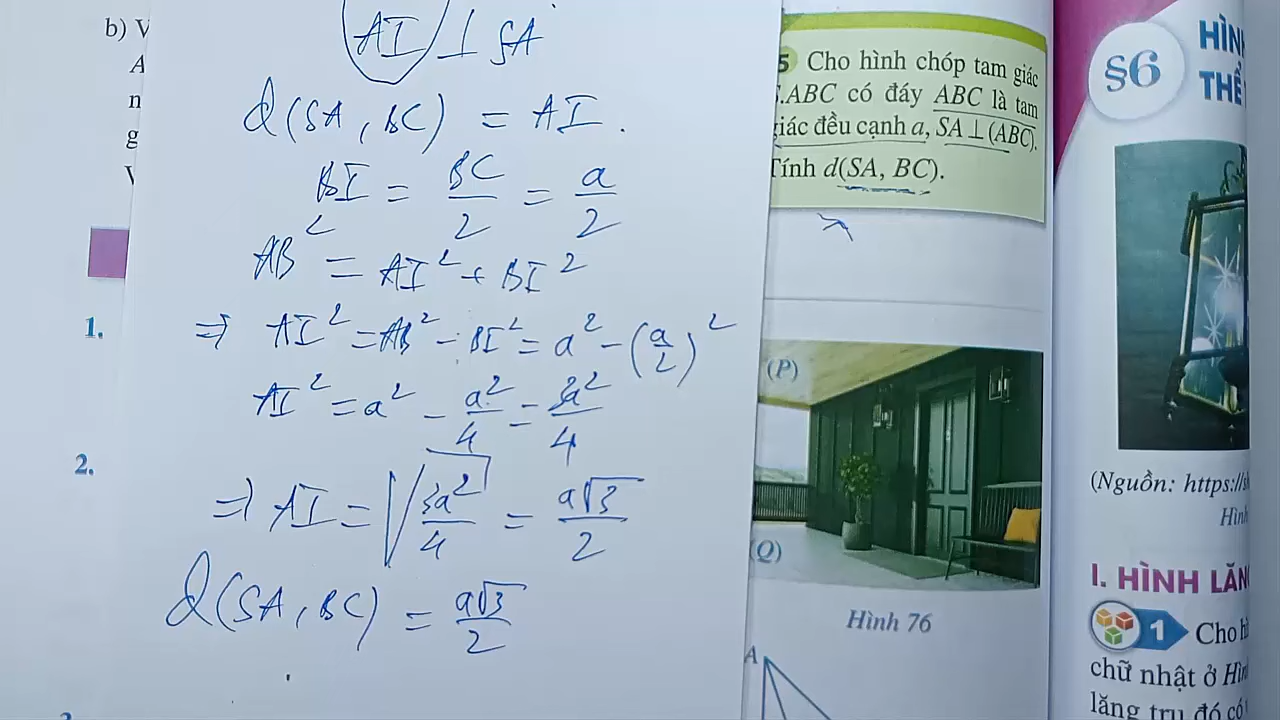 b) V
A
n
g
V
1.
2.
AI ⊥ SA
d(SA, BC) = AI.
BI = BC/2 = a/2
AB² = AI² + BI²
=> AI² = AB² - BI² = a² - (a/2)²
AI² = a² - a²/4 = 3a²/4
=> AI = √(3a²/4) = a√3/2
d(SA, BC) = a√3/2
5 Cho hình chóp tam giác
S.ABC có đáy ABC là tam
giác đều cạnh a, SA ⊥ (ABC).
Tính d(SA, BC).
(P)
(Q)
Hình 76
A
§6
HÌNH
THỂ
(Nguồn: https://sh
Hình
I. HÌNH LĂN
1 Cho h
chữ nhật ở Hìn
lăng trụ đó có